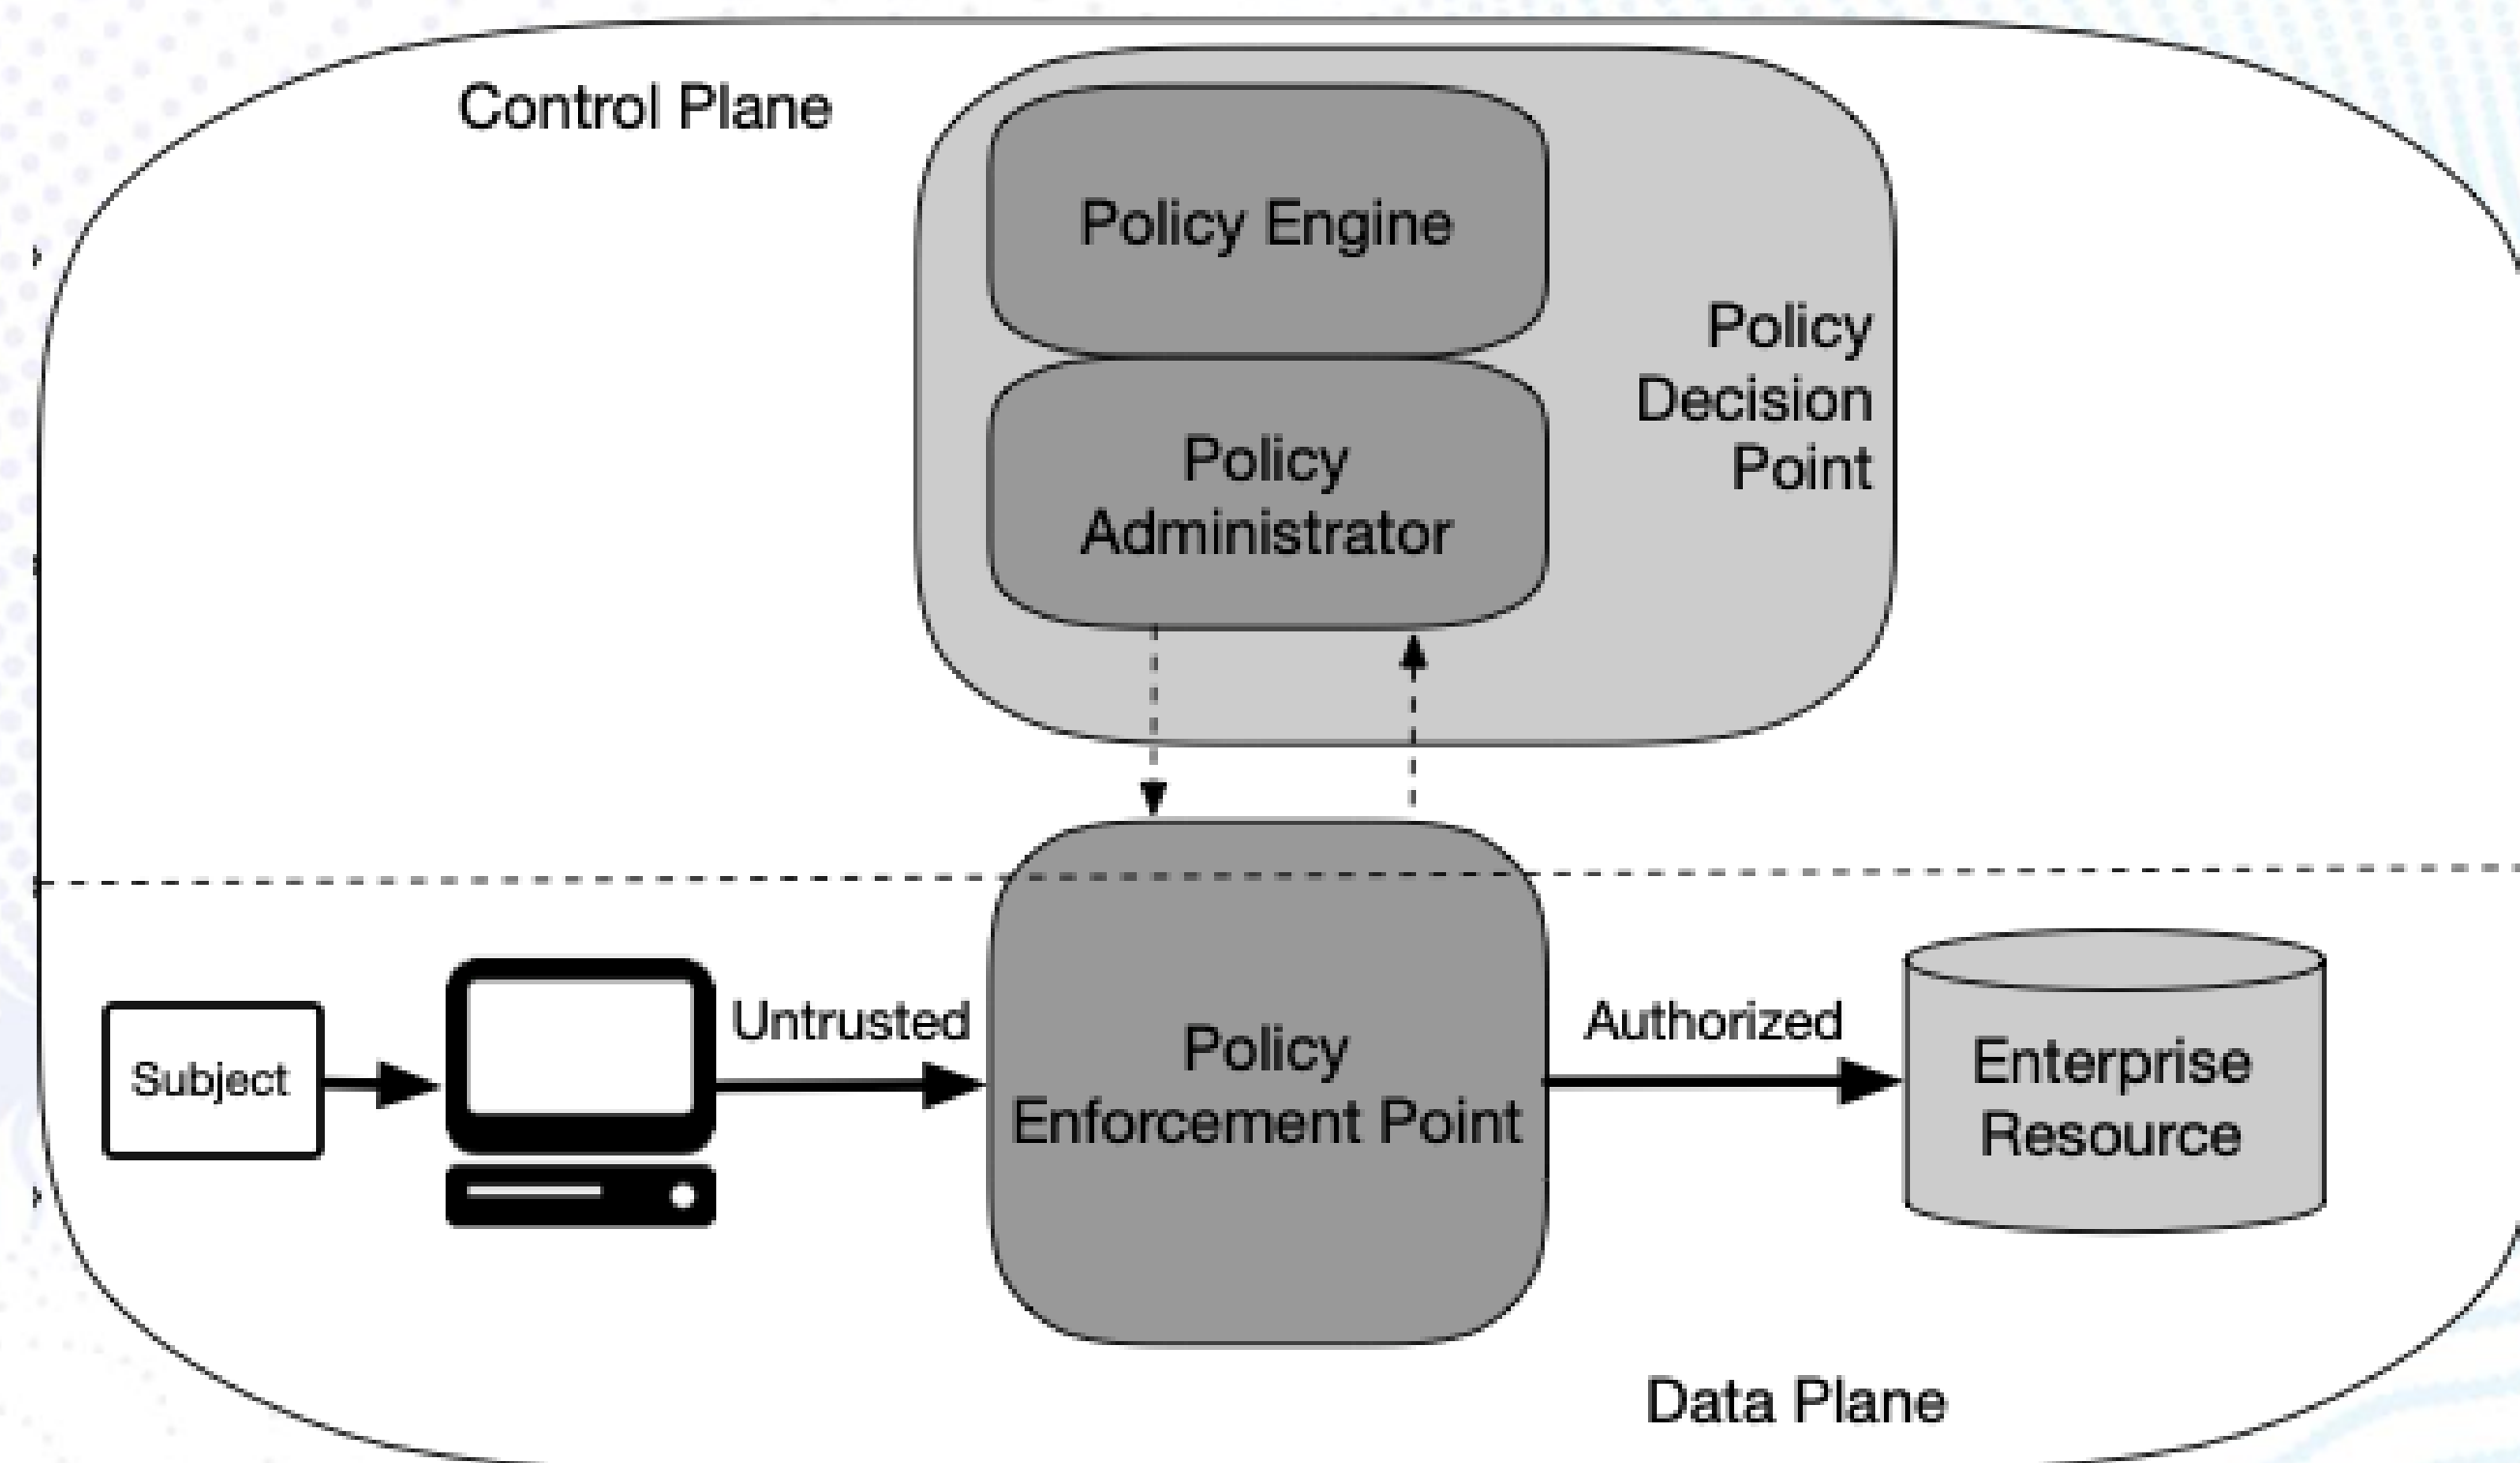 Control Plane
Policy Engine
Policy
Administrator
Policy
Decision
Point
Subject
Untrusted
Policy
Enforcement Point
Authorized
Enterprise
Resource
Data Plane